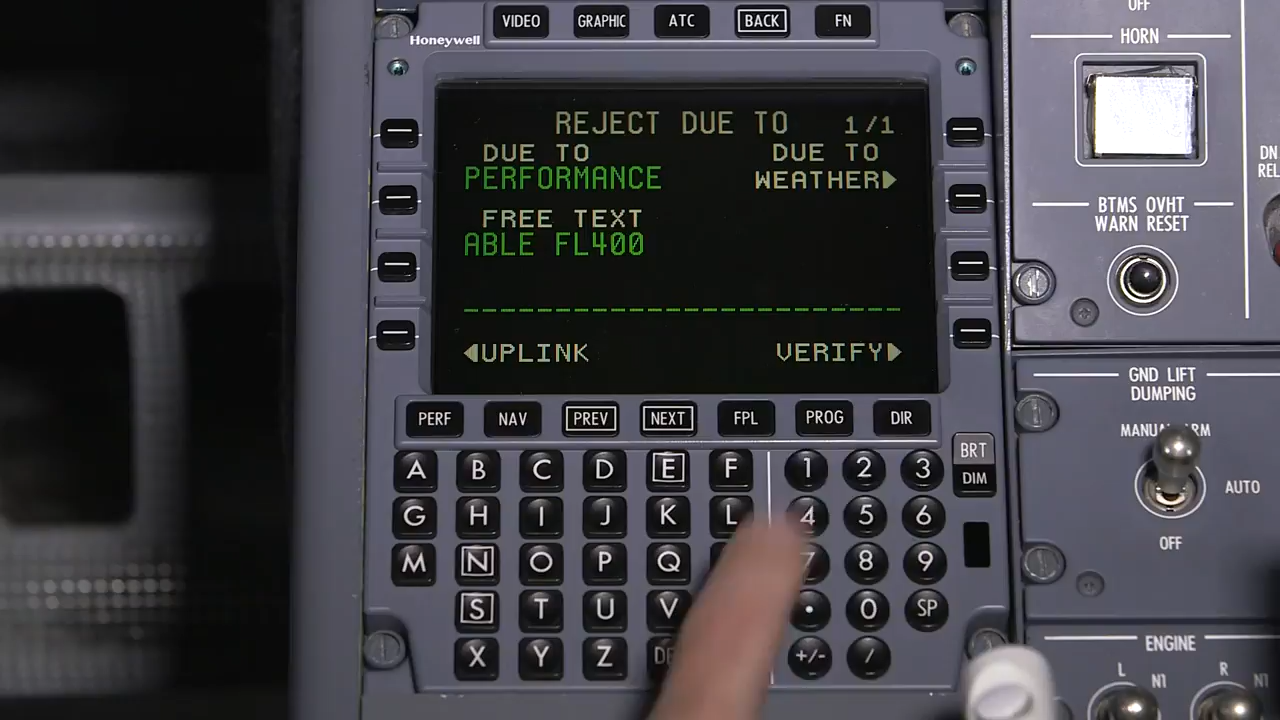 OFF
VIDEO GRAPHIC ATC BACK FN
Honeywell
HORN
REJECT DUE TO 1/1
DUE TO DUE TO
PERFORMANCE WEATHER
FREE TEXT
ABLE FL400
UPLINK VERIFY
BTMS OVHT
WARN RESET
DN
REL
PERF NAV PREV NEXT FPL PROG DIR
BRT
DIM
A B C D E F 1 2 3
G H I J K L 4 5 6
M N O P Q 7 8 9
S T U V • 0 SP
X Y Z +/- /
GND LIFT
DUMPING
AUTO
OFF
ENGINE
L N1 R N1